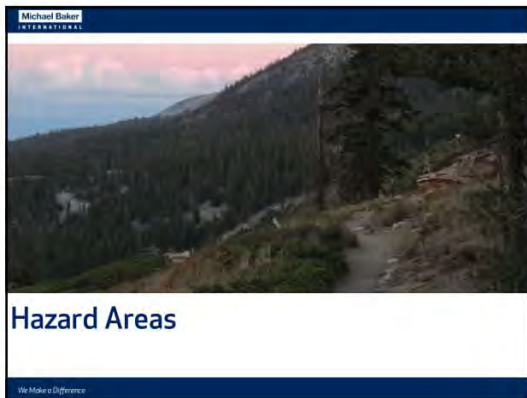 Michael Baker
INTERNATIONAL
Hazard Areas
We Make a Difference